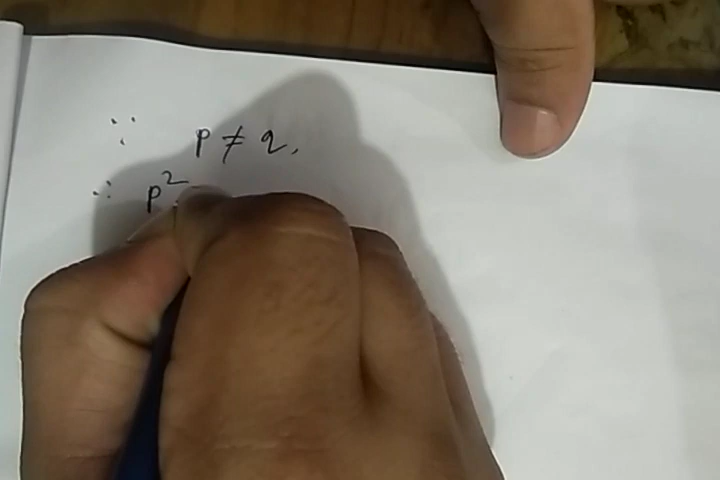 ∵ p ≠ q,
∴ p²